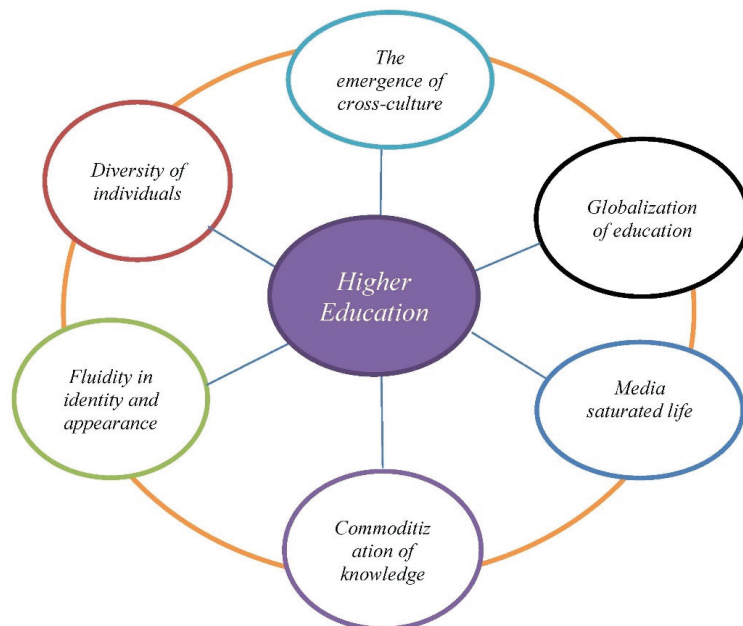 The
emergence of
cross-culture
Diversity of
individuals
Globalization
of education
Higher
Education
Fluidity in
identity and
appearance
Media
saturated life
Commoditiz
ation of
knowledge